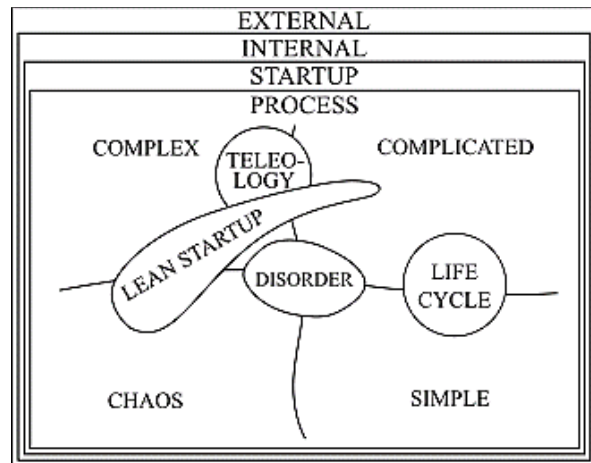 EXTERNAL
INTERNAL
STARTUP
PROCESS
COMPLEX
TELEO-
LOGY
COMPLICATED
LEAN STARTUP
DISORDER
LIFE
CYCLE
CHAOS
SIMPLE